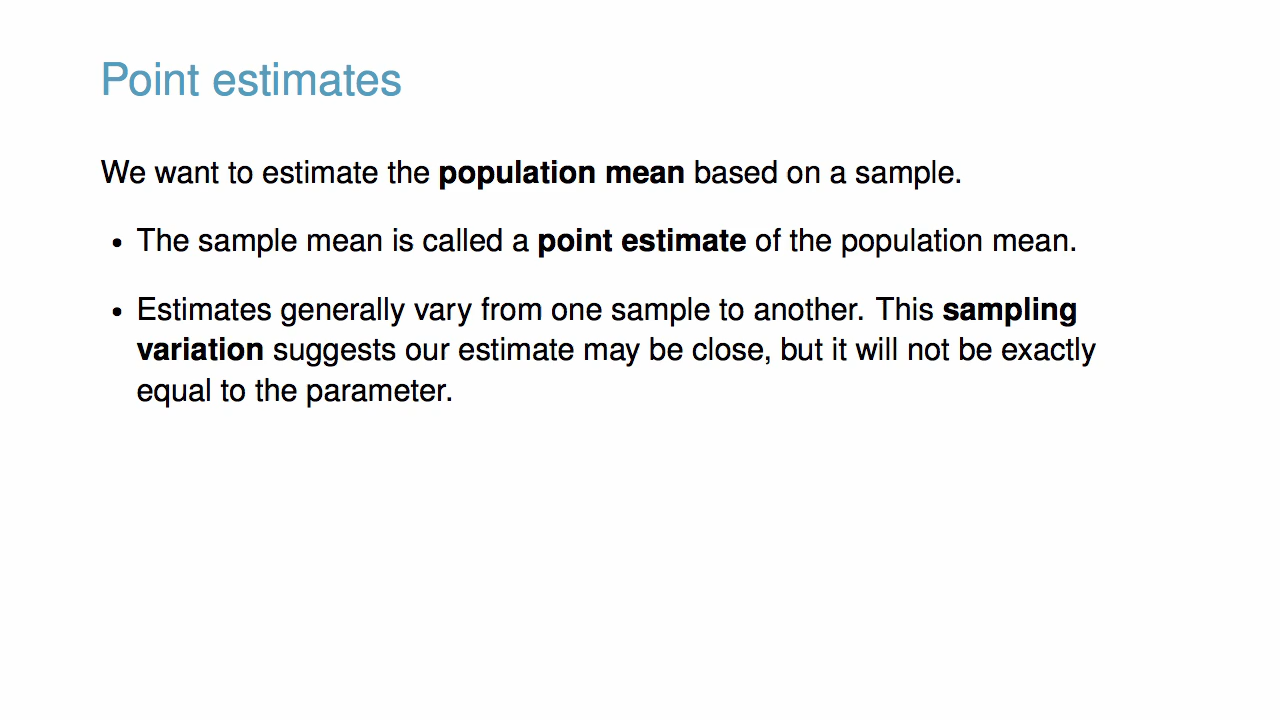 Point estimates
We want to estimate the population mean based on a sample.
• The sample mean is called a point estimate of the population mean.
• Estimates generally vary from one sample to another. This sampling
variation suggests our estimate may be close, but it will not be exactly
equal to the parameter.